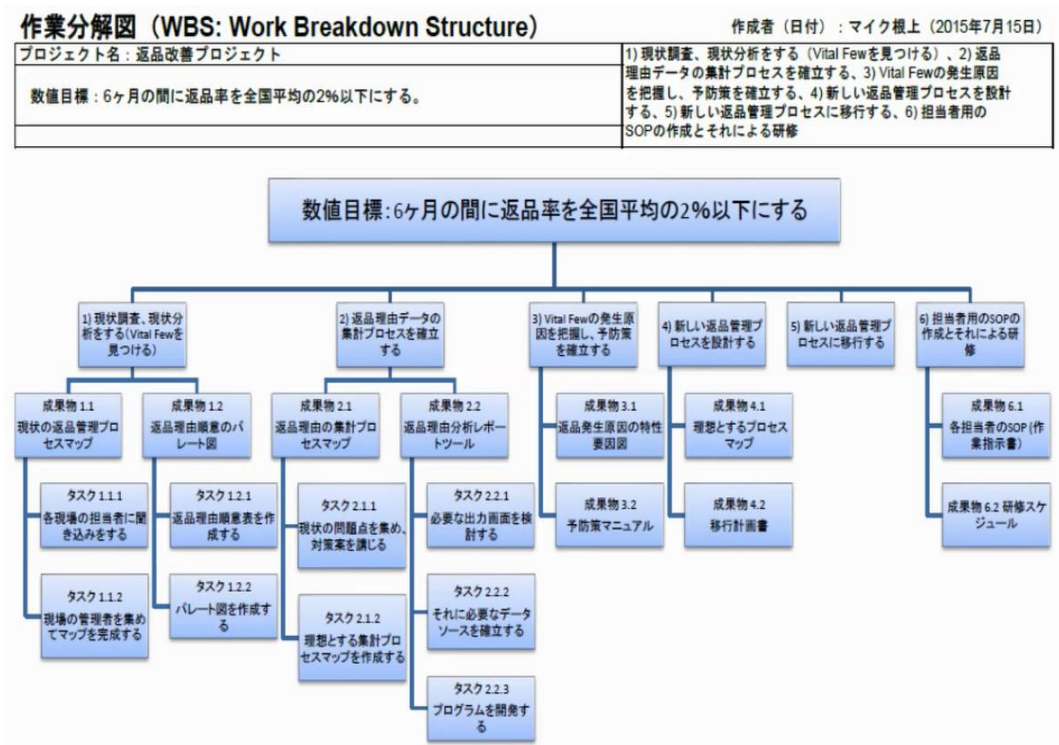 作業分解図（WBS: Work Breakdown Structure）
作成者（日付）：マイク根上（2015年7月15日）
プロジェクト名：返品改善プロジェクト
数値目標：6ヶ月の間に返品率を全国平均の2%以下にする。
1) 現状調査、現状分析をする（Vital Fewを見つける）、2) 返品
理由データの集計プロセスを確立する、3) Vital Fewの発生原因
を把握し、予防策を確立する、4) 新しい返品管理プロセスを設計
する、5) 新しい返品管理プロセスに移行する、6) 担当者用の
SOPの作成とそれによる研修
数値目標：6ヶ月の間に返品率を全国平均の2％以下にする
1) 現状調査、現状分
析をする(Vital Fewを
見つける）
2) 返品理由データの
集計プロセスを確立
する
3) Vital Fewの発生原
因を把握し、予防策
を確立する
4) 新しい返品管理プ
ロセスを設計する
5) 新しい返品管理プ
ロセスに移行する
6) 担当者用のSOPの
作成とそれによる研
修
成果物 1.1
現状の返品管理プロ
セスマップ
成果物 1.2
返品理由順意のパ
レート図
成果物 2.1
返品理由の集計プロ
セスマップ
成果物 2.2
返品理由分析レポー
トツール
成果物 3.1
返品発生原因の特性
要因図
成果物 4.1
理想とするプロセス
マップ
成果物 6.1
各担当者のSOP (作
業指示書）
タスク 1.1.1
各現場の担当者に聞
き込みをする
タスク 1.2.1
返品理由順意表を作
成する
タスク 2.1.1
現状の問題点を集め、
対策案を講じる
タスク 2.2.1
必要な出力画面を検
討する
成果物 3.2
予防策マニュアル
成果物 4.2
移行計画書
成果物 6.2 研修スケ
ジュール
タスク 1.1.2
現場の管理者を集め
てマップを完成する
タスク 1.2.2
パレート図を作成す
る
タスク 2.1.2
理想とする集計プロ
セスマップを作成する
タスク 2.2.2
それに必要なデータ
ソースを確立する
タスク 2.2.3
プログラムを開発す
る